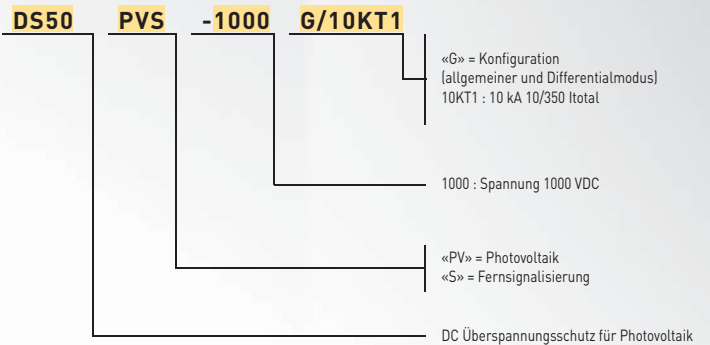 DS50 PVS -1000 G/10KT1
«G» = Konfiguration
(allgemeiner und Differentialmodus)
10KT1 : 10 kA 10/350 Itotal
1000 : Spannung 1000 VDC
«PV» = Photovoltaik
«S» = Fernsignalisierung
DC Überspannungsschutz für Photovoltaik